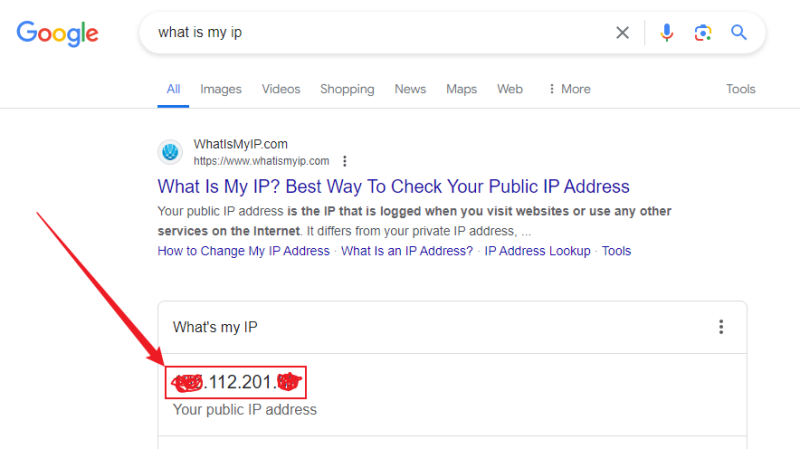 Google
what is my ip
All Images Videos Shopping News Maps Web More Tools
WhatIsMyIP.com
https://www.whatismyip.com
What Is My IP? Best Way To Check Your Public IP Address
Your public IP address is the IP that is logged when you visit websites or use any other
services on the Internet. It differs from your private IP address, ...
How to Change My IP Address · What Is an IP Address? · IP Address Lookup · Tools
What's my IP
.112.201.
Your public IP address